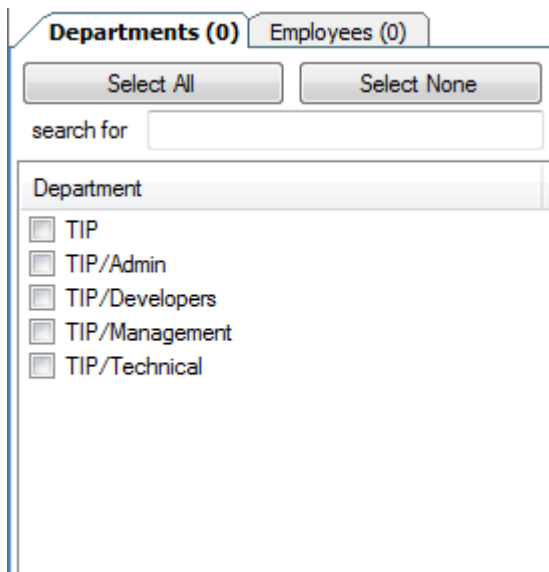 Departments (0) Employees (0)
Select All Select None
search for
Department
TIP
TIP/Admin
TIP/Developers
TIP/Management
TIP/Technical